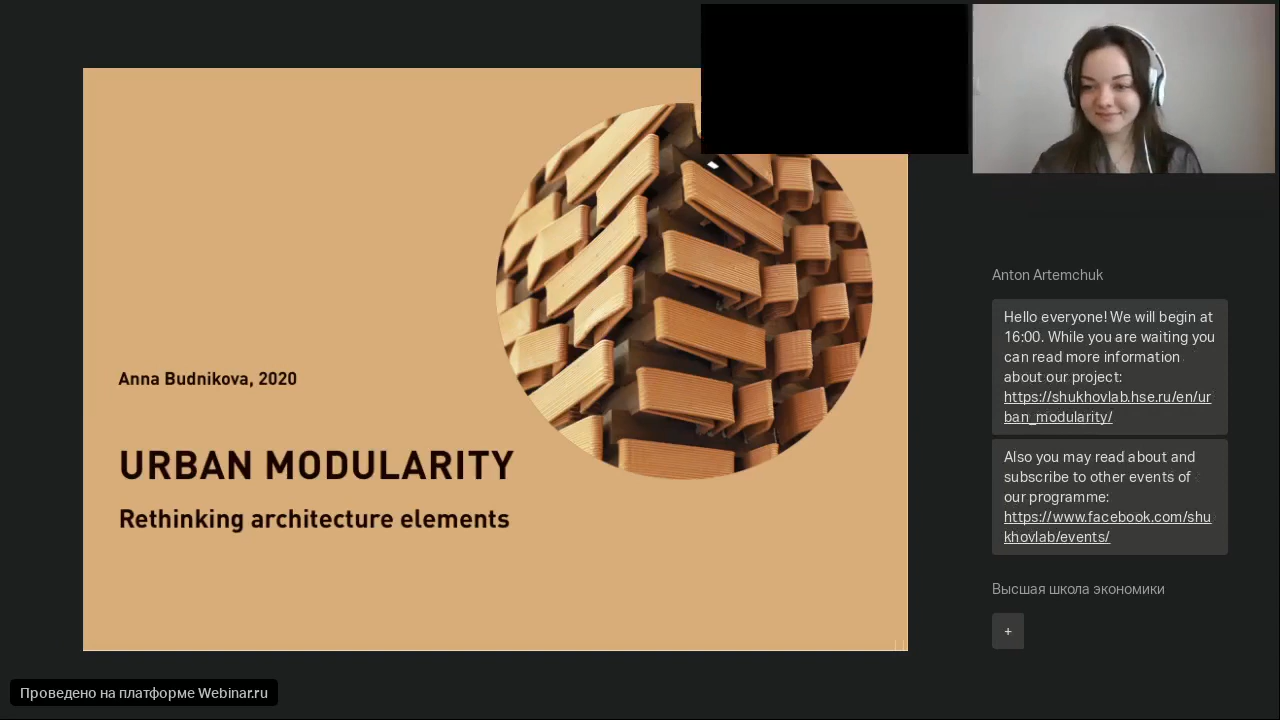 Anna Budnikova, 2020
URBAN MODULARITY
Rethinking architecture elements
Anton Artemchuk
Hello everyone! We will begin at
16:00. While you are waiting you
can read more information
about our project:
https://shukhovlab.hse.ru/en/ur
ban_modularity/
Also you may read about and
subscribe to other events of
our programme:
https://www.facebook.com/shu
khovlab/events/
Высшая школа экономики
+
Проведено на платформе Webinar.ru